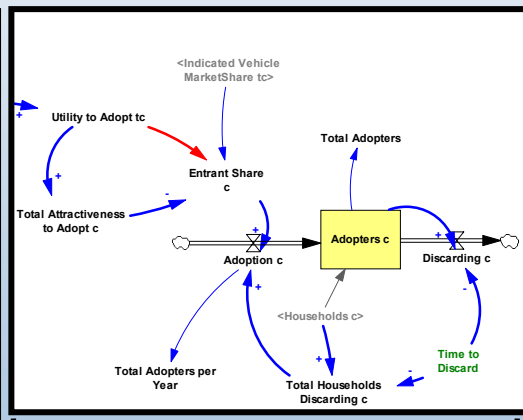 <Indicated Vehicle
MarketShare tc>
+
Utility to Adopt tc
Total Adopters
Entrant Share
c
+
-
Total Attractiveness
to Adopt c
+
Adopters c
+
Adoption c
Discarding c
+
-
<Households c>
+
Time to
Discard
-
Total Adopters per
Year
Total Households
Discarding c